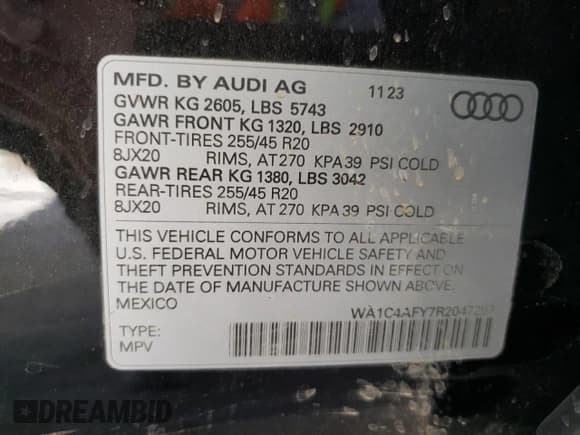 MFD. BY AUDI AG 1123
GVWR KG 2605, LBS 5743
GAWR FRONT KG 1320, LBS 2910
FRONT-TIRES 255/45 R20
8JX20 RIMS, AT 270 KPA 39 PSI COLD
GAWR REAR KG 1380, LBS 3042
REAR-TIRES 255/45 R20
8JX20 RIMS, AT 270 KPA 39 PSI COLD
THIS VEHICLE CONFORMS TO ALL APPLICABLE
U.S. FEDERAL MOTOR VEHICLE SAFETY AND
THEFT PREVENTION STANDARDS IN EFFECT ON
THE DATE OF MANUFACTURE SHOWN ABOVE.
MEXICO
TYPE:
MPV
DREAMBID